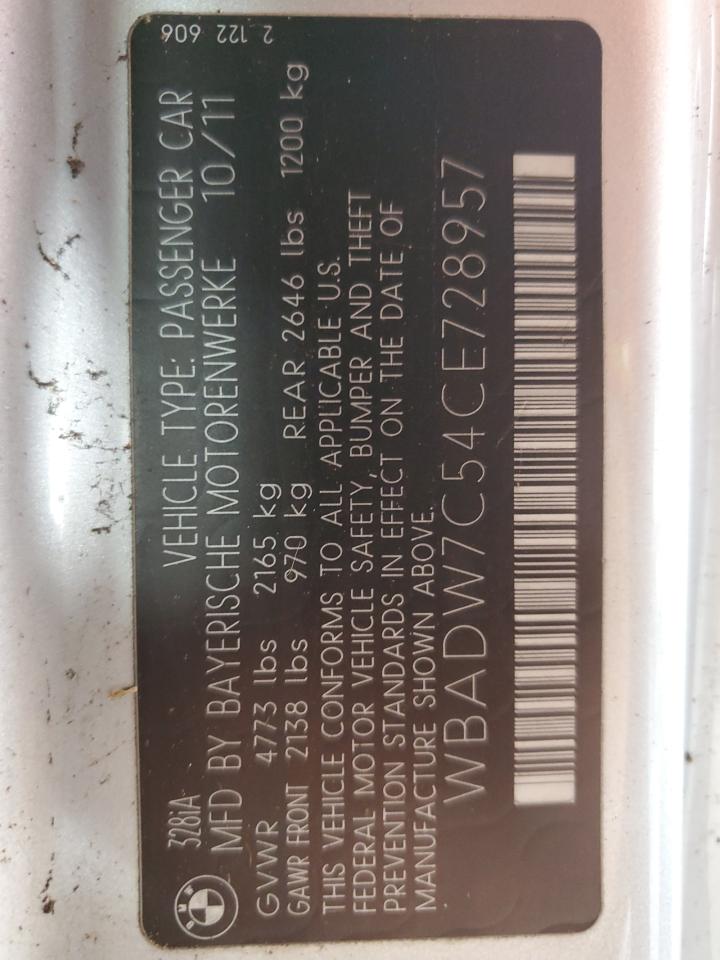 328iA VEHICLE TYPE: PASSENGER CAR
MFD BY BAYERISCHE MOTORENWERKE 10/11
GVWR 4773 lbs 2165 kg
GAWR FRONT 2138 lbs 970 kg REAR 2646 lbs 1200 kg
THIS VEHICLE CONFORMS TO ALL APPLICABLE U.S.
FEDERAL MOTOR VEHICLE SAFETY, BUMPER AND THEFT
PREVENTION STANDARDS IN EFFECT ON THE DATE OF
MANUFACTURE SHOWN ABOVE.
WBADW7C54CE728957
2 122 606
BMW